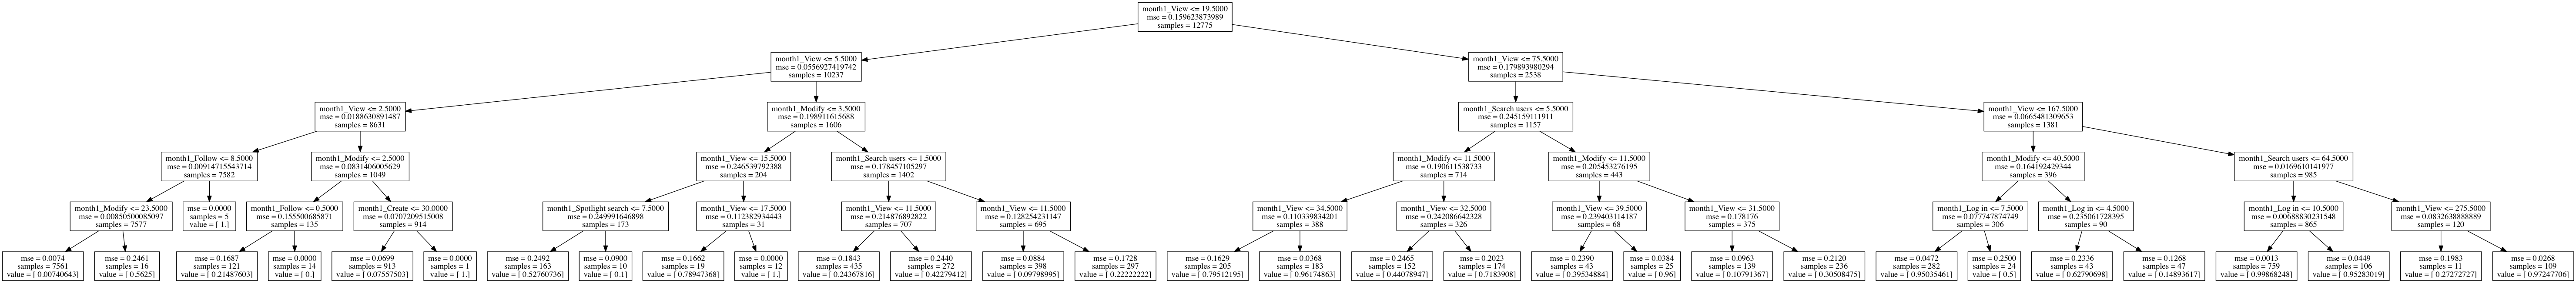 month1_View <= 19.5000
mse = 0.159623873989
samples = 12775
month1_View <= 5.5000
mse = 0.0556927419742
samples = 10237
month1_View <= 75.5000
mse = 0.179893980294
samples = 2538
month1_View <= 2.5000
mse = 0.0188630891487
samples = 8631
month1_Modify <= 3.5000
mse = 0.198911615688
samples = 1606
month1_Search users <= 5.5000
mse = 0.245159111911
samples = 1157
month1_View <= 167.5000
mse = 0.0665481309653
samples = 1381
month1_Follow <= 8.5000
mse = 0.00914715543714
samples = 7582
month1_Modify <= 2.5000
mse = 0.0831406005629
samples = 1049
month1_View <= 15.5000
mse = 0.246539792388
samples = 204
month1_Search users <= 1.5000
mse = 0.178457105297
samples = 1402
month1_Modify <= 11.5000
mse = 0.190611538733
samples = 714
month1_Modify <= 11.5000
mse = 0.205453276195
samples = 443
month1_Modify <= 40.5000
mse = 0.164192429344
samples = 396
month1_Search users <= 64.5000
mse = 0.0169610141977
samples = 985
month1_Modify <= 23.5000
mse = 0.00850500085097
samples = 7577
mse = 0.0000
samples = 5
value = [ 1.]
month1_Follow <= 0.5000
mse = 0.155500685871
samples = 135
month1_Create <= 30.0000
mse = 0.0707209515008
samples = 914
month1_Spotlight search <= 7.5000
mse = 0.249991646898
samples = 173
month1_View <= 17.5000
mse = 0.112382934443
samples = 31
month1_View <= 11.5000
mse = 0.214876892822
samples = 707
month1_View <= 11.5000
mse = 0.128254231147
samples = 695
month1_View <= 34.5000
mse = 0.110339834201
samples = 388
month1_View <= 32.5000
mse = 0.242086642328
samples = 326
month1_View <= 39.5000
mse = 0.239403114187
samples = 68
month1_View <= 31.5000
mse = 0.178176
samples = 375
month1_Log in <= 7.5000
mse = 0.077747874749
samples = 306
month1_Log in <= 4.5000
mse = 0.235061728395
samples = 90
month1_Log in <= 10.5000
mse = 0.00688830231548
samples = 865
month1_View <= 275.5000
mse = 0.0832638888889
samples = 120
mse = 0.0074
samples = 7561
value = [ 0.00740643]
mse = 0.2461
samples = 16
value = [ 0.5625]
mse = 0.1687
samples = 121
value = [ 0.21487603]
mse = 0.0000
samples = 14
value = [ 0.]
mse = 0.0699
samples = 913
value = [ 0.07557503]
mse = 0.0000
samples = 1
value = [ 1.]
mse = 0.2492
samples = 163
value = [ 0.52760736]
mse = 0.0900
samples = 10
value = [ 0.1]
mse = 0.1662
samples = 19
value = [ 0.78947368]
mse = 0.0000
samples = 12
value = [ 1.]
mse = 0.1843
samples = 435
value = [ 0.24367816]
mse = 0.2440
samples = 272
value = [ 0.42279412]
mse = 0.0884
samples = 398
value = [ 0.09798995]
mse = 0.1728
samples = 297
value = [ 0.22222222]
mse = 0.1629
samples = 205
value = [ 0.79512195]
mse = 0.0368
samples = 183
value = [ 0.96174863]
mse = 0.2465
samples = 152
value = [ 0.44078947]
mse = 0.2023
samples = 174
value = [ 0.7183908]
mse = 0.2390
samples = 43
value = [ 0.39534884]
mse = 0.0384
samples = 25
value = [ 0.96]
mse = 0.0963
samples = 139
value = [ 0.10791367]
mse = 0.2120
samples = 236
value = [ 0.30508475]
mse = 0.0472
samples = 282
value = [ 0.95035461]
mse = 0.2500
samples = 24
value = [ 0.5]
mse = 0.2336
samples = 43
value = [ 0.62790698]
mse = 0.1268
samples = 47
value = [ 0.14893617]
mse = 0.0013
samples = 759
value = [ 0.99868248]
mse = 0.0449
samples = 106
value = [ 0.95283019]
mse = 0.1983
samples = 11
value = [ 0.27272727]
mse = 0.0268
samples = 109
value = [ 0.97247706]